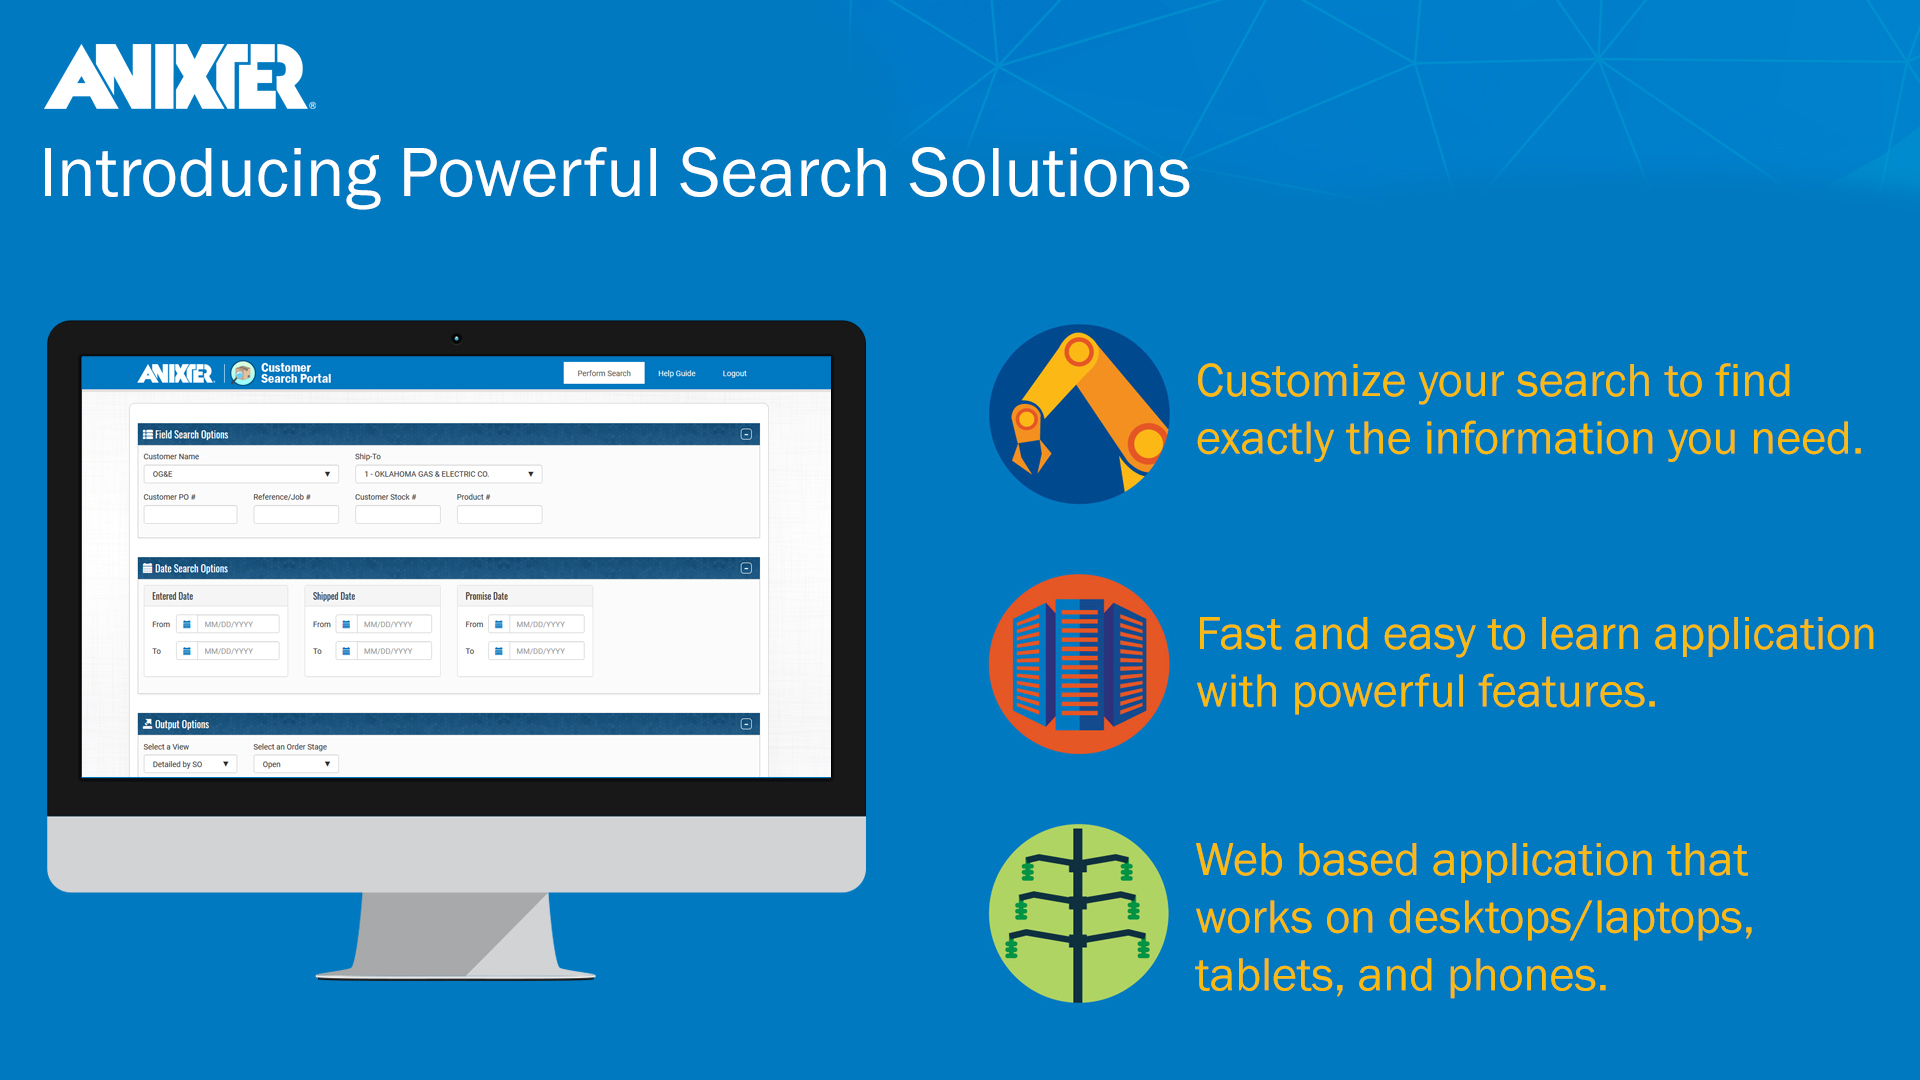 ANIXTER®
Introducing Powerful Search Solutions
ANIXTER
Customer
Search Portal
Perform Search
Help Guide
Logout
Field Search Options
Customer Name
Ship-To
OG&E
1 - OKLAHOMA GAS & ELECTRIC CO.
Customer PO #
Reference/Job #
Customer Stock #
Product #
Date Search Options
Entered Date
Shipped Date
Promise Date
From MM/DD/YYYY
From MM/DD/YYYY
From MM/DD/YYYY
To MM/DD/YYYY
To MM/DD/YYYY
To MM/DD/YYYY
Output Options
Select a View
Select an Order Stage
Detailed by SO
Open
Customize your search to find
exactly the information you need.
Fast and easy to learn application
with powerful features.
Web based application that
works on desktops/laptops,
tablets, and phones.